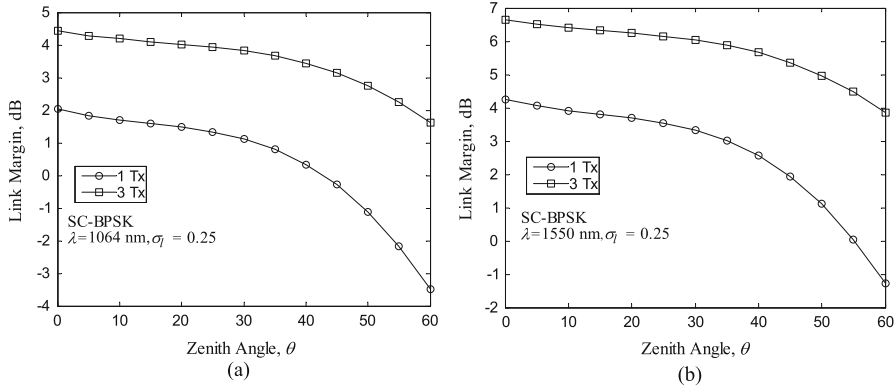 5
4
3
2
1
0
-1
-2
-3
-4
Link Margin, dB
1 Tx
3 Tx
SC-BPSK
λ=1064 nm,σl = 0.25
0 10 20 30 40 50 60
Zenith Angle, θ
(a)
7
6
5
4
3
2
1
0
-1
-2
Link Margin, dB
1 Tx
3 Tx
SC-BPSK
λ=1550 nm,σl = 0.25
0 10 20 30 40 50 60
Zenith Angle, θ
(b)